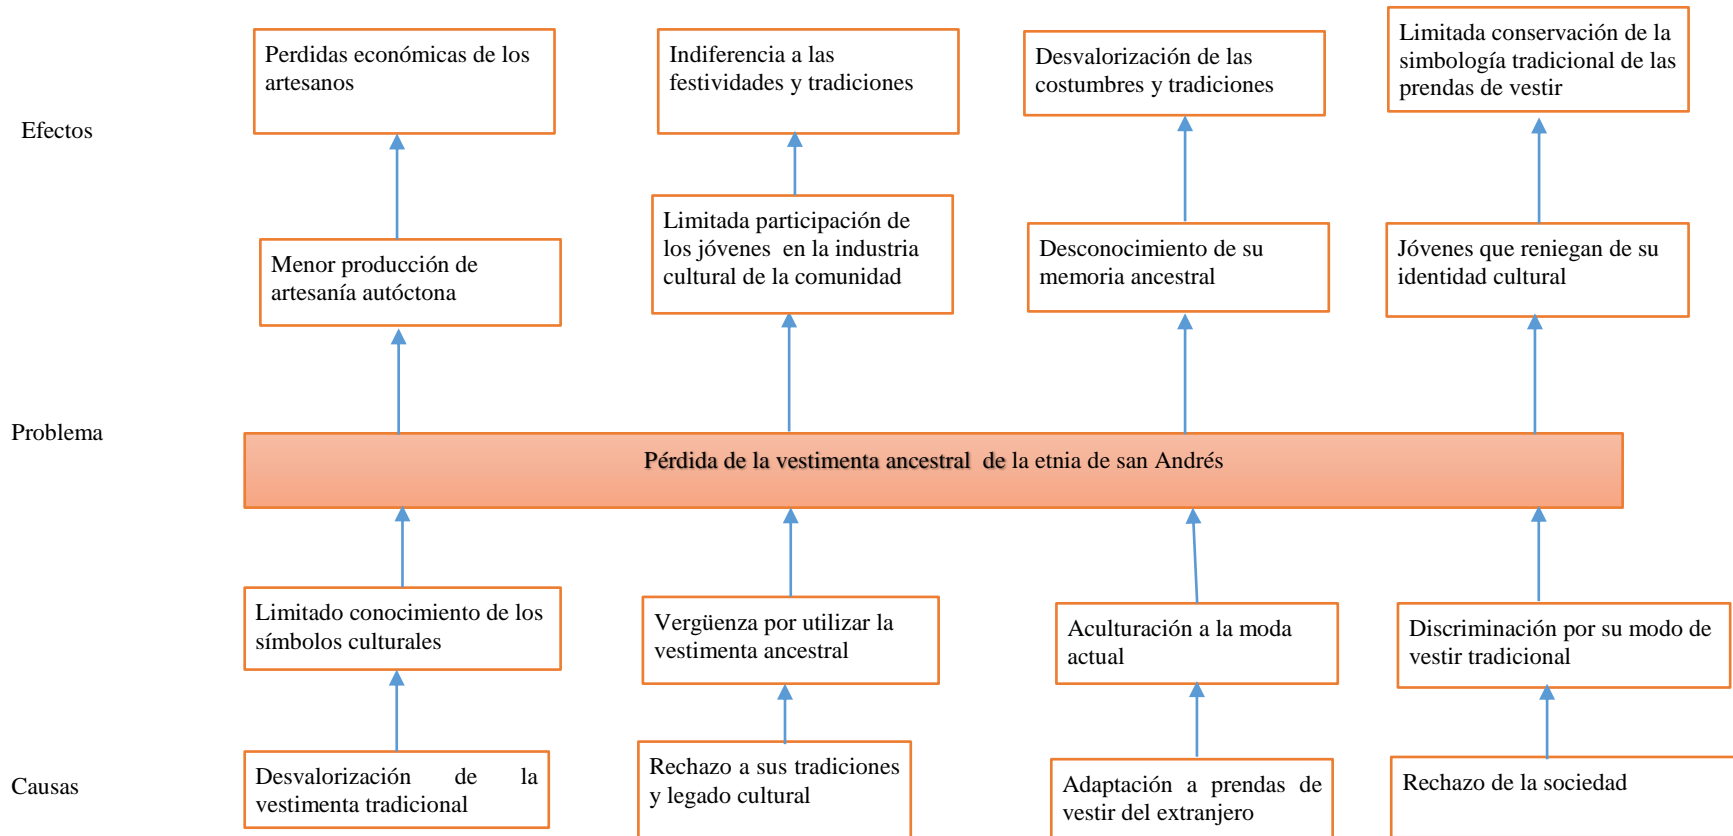 Perdidas económicas de los
artesanos
Indiferencia a las
festividades y tradiciones
Desvalorización de las
costumbres y tradiciones
Limitada conservación de la
simbología tradicional de las
prendas de vestir
Efectos
Menor producción de
artesanía autóctona
Limitada participación de
los jóvenes en la industria
cultural de la comunidad
Desconocimiento de su
memoria ancestral
Jóvenes que reniegan de su
identidad cultural
Problema
Pérdida de la vestimenta ancestral de la etnia de san Andrés
Limitado conocimiento de los
símbolos culturales
Vergüenza por utilizar la
vestimenta ancestral
Aculturación a la moda
actual
Discriminación por su modo de
vestir tradicional
Causas
Desvalorización de la
vestimenta tradicional
Rechazo a sus tradiciones
y legado cultural
Adaptación a prendas de
vestir del extranjero
Rechazo de la sociedad